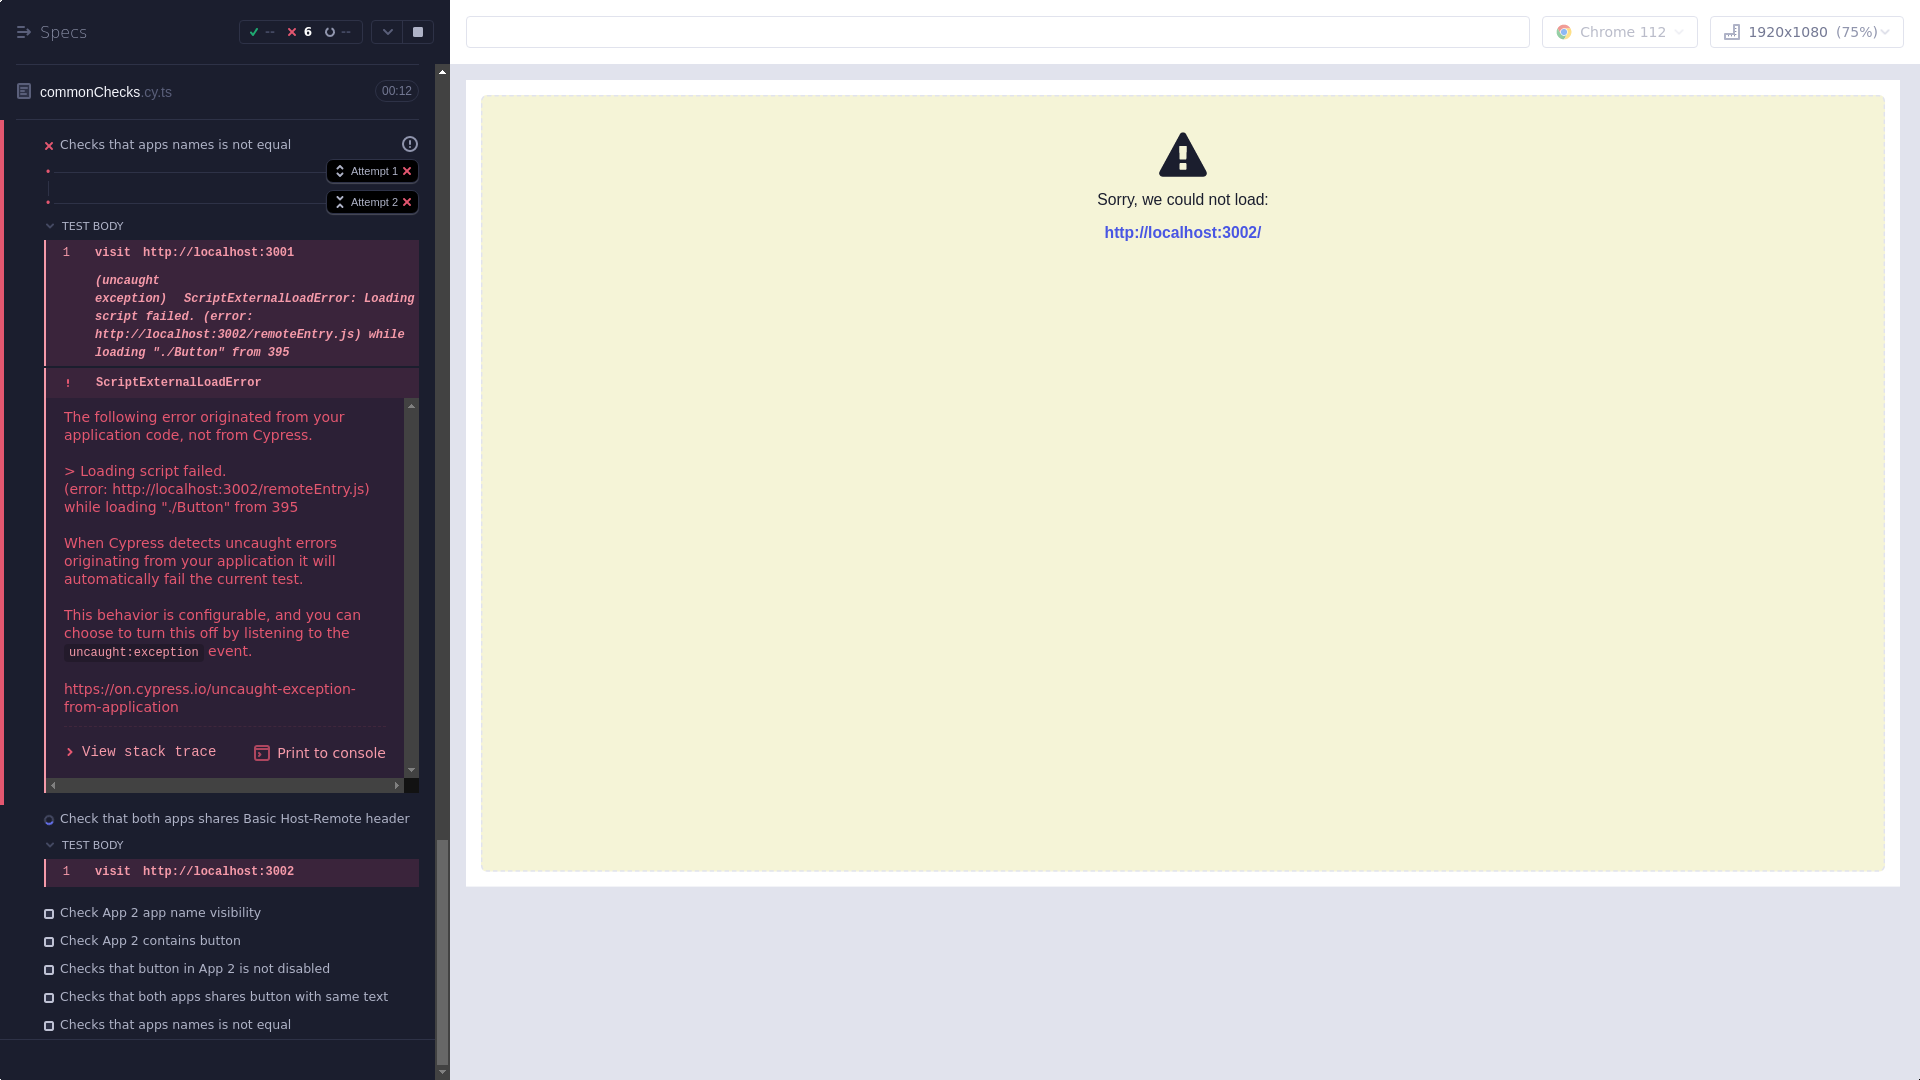 Specs
--
6
--
Chrome 112
1920x1080 (75%)
commonChecks.cy.ts
00:12
Checks that apps names is not equal
Attempt 1
Attempt 2
TEST BODY
1 visit http://localhost:3001
(uncaught
exception) ScriptExternalLoadError: Loading
script failed. (error:
http://localhost:3002/remoteEntry.js) while
loading "./Button" from 395
! ScriptExternalLoadError
The following error originated from your
application code, not from Cypress.
> Loading script failed.
(error: http://localhost:3002/remoteEntry.js)
while loading "./Button" from 395
When Cypress detects uncaught errors
originating from your application it will
automatically fail the current test.
This behavior is configurable, and you can
choose to turn this off by listening to the
uncaught:exception event.
https://on.cypress.io/uncaught-exception-
from-application
View stack trace
Print to console
Check that both apps shares Basic Host-Remote header
TEST BODY
1 visit http://localhost:3002
Check App 2 app name visibility
Check App 2 contains button
Checks that button in App 2 is not disabled
Checks that both apps shares button with same text
Checks that apps names is not equal
Sorry, we could not load:
http://localhost:3002/